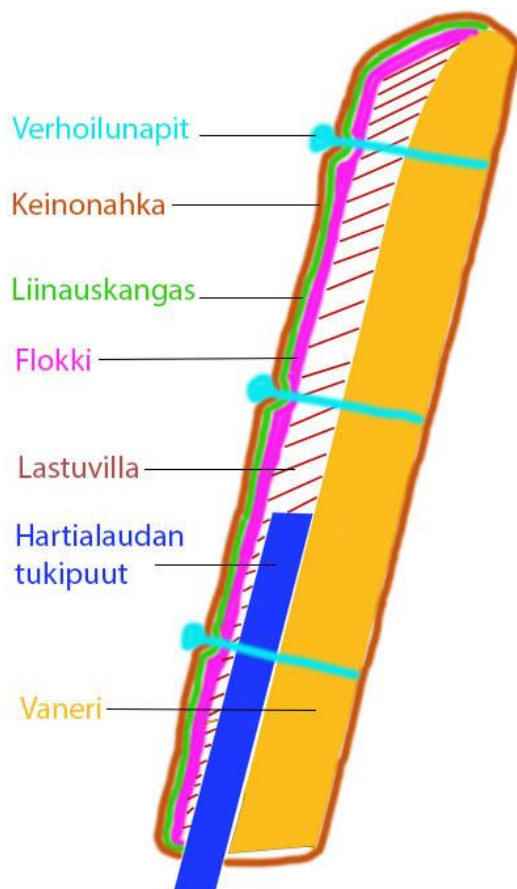 Verhoilunapit
Keinonahka
Liinauskangas
Flokki
Lastuvilla
Hartialaudan
tukipuut
Vaneri